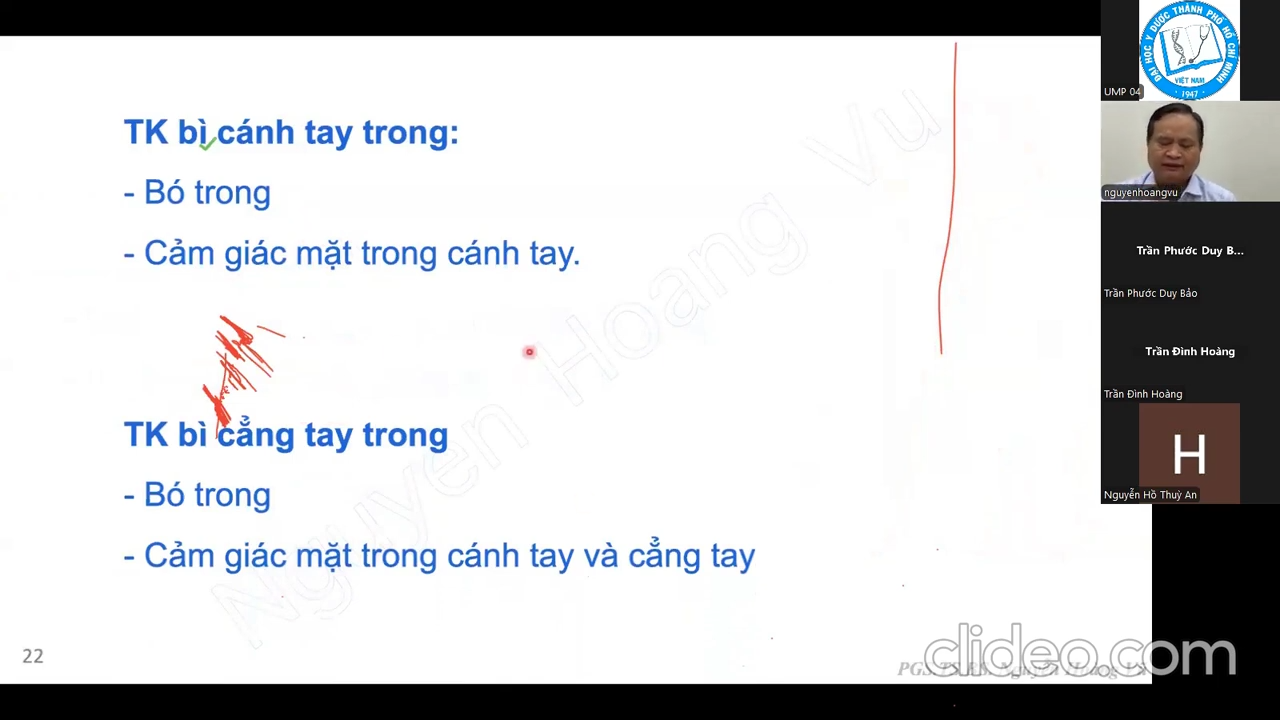 TK bì cánh tay trong:
- Bó trong
- Cảm giác mặt trong cánh tay.
TK bì cẳng tay trong
- Bó trong
- Cảm giác mặt trong cánh tay và cẳng tay
Nguyen Hoang Vu
22
PGS.TS.BS. Nguyễn Hoàng Vũ
clideo.com
ĐẠI HỌC Y DƯỢC THÀNH PHỐ HỒ CHÍ MINH
VIỆT NAM
1947
UMP 04
nguyenhoangvu
Trần Phước Duy B...
Trần Phước Duy Bảo
Trần Đình Hoàng
Trần Đình Hoảng
H
Nguyễn Hồ Thuỳ An